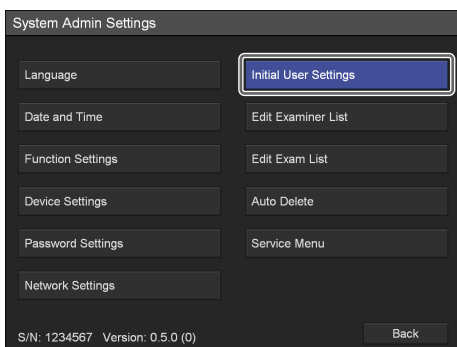 System Admin Settings
Language
Initial User Settings
Date and Time
Edit Examiner List
Function Settings
Edit Exam List
Device Settings
Auto Delete
Password Settings
Service Menu
Network Settings
S/N: 1234567 Version: 0.5.0 (0)
Back